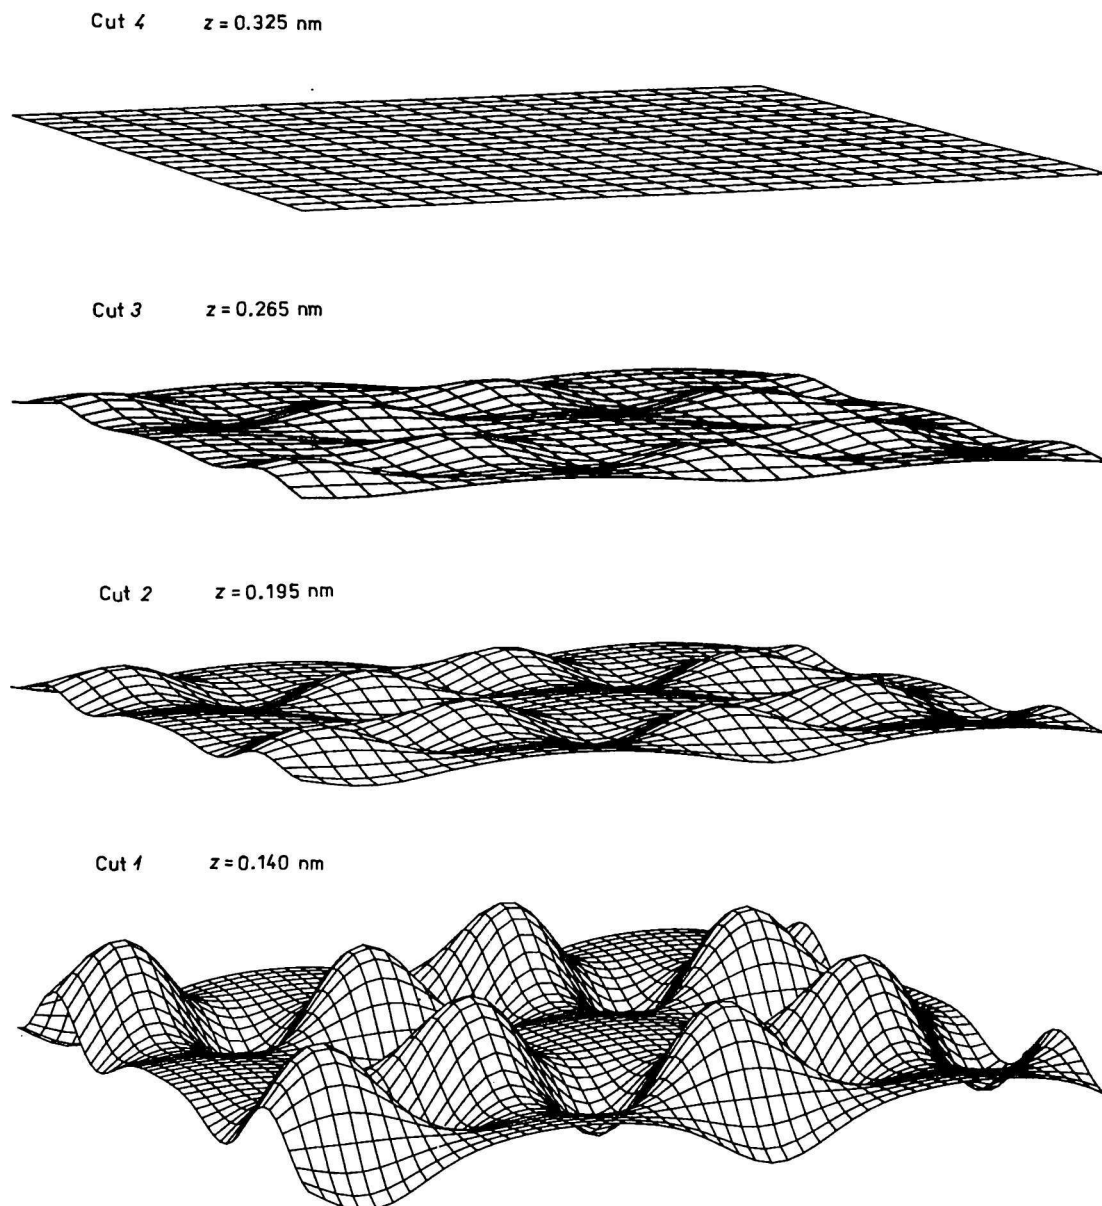 Cut 4 z = 0.325 nm
Cut 3 z = 0.265 nm
Cut 2 z = 0.195 nm
Cut 1 z = 0.140 nm